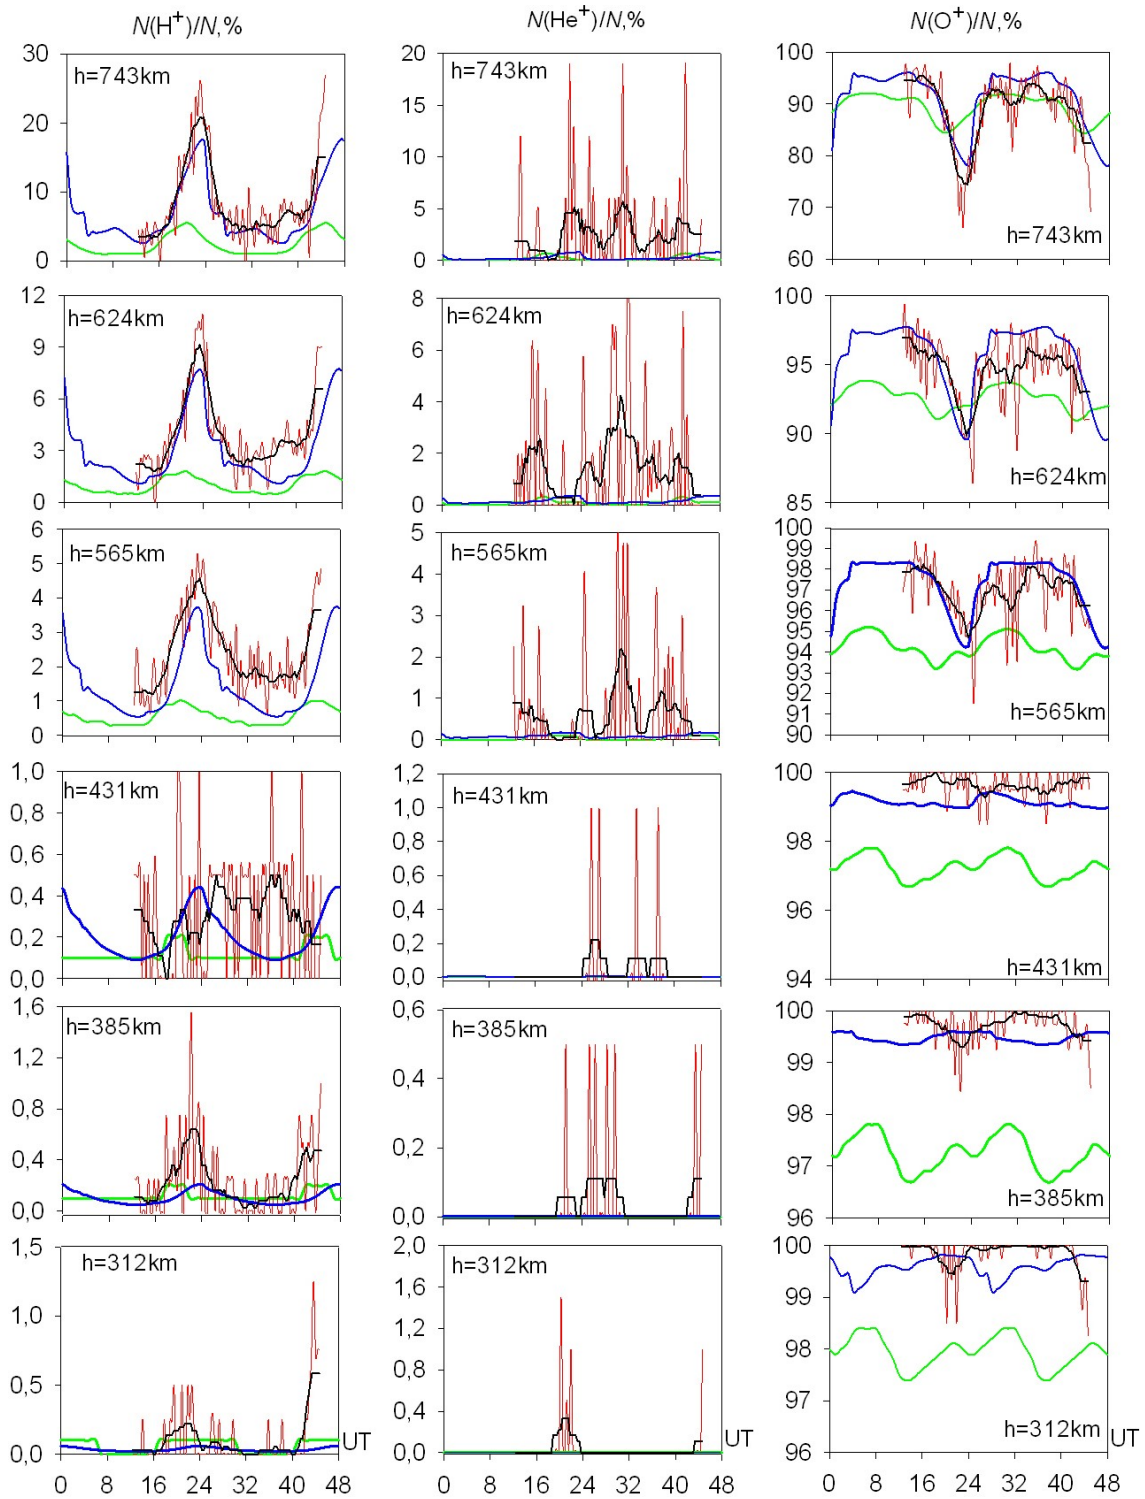 N(H⁺)/N,% N(He⁺)/N,% N(O⁺)/N,%
30 20 10 0 h=743km
20 15 10 5 0 h=743km
100 90 80 70 60 h=743km
12 9 6 3 0 h=624km
8 6 4 2 0 h=624km
100 95 90 85 h=624km
6 5 4 3 2 1 0 h=565km
5 4 3 2 1 0 h=565km
100 99 98 97 96 95 94 93 92 91 90 h=565km
1,0 0,8 0,6 0,4 0,2 0,0 h=431km
1,2 1,0 0,8 0,6 0,4 0,2 0,0 h=431km
100 98 96 94 h=431km
1,6 1,2 0,8 0,4 0,0 h=385km
0,6 0,4 0,2 0,0 h=385km
100 99 98 97 96 h=385km
1,5 1,0 0,5 0,0 h=312km UT
2,0 1,6 1,2 0,8 0,4 0,0 h=312km UT
100 99 98 97 96 h=312km UT
0 8 16 24 32 40 48
0 8 16 24 32 40 48
0 8 16 24 32 40 48